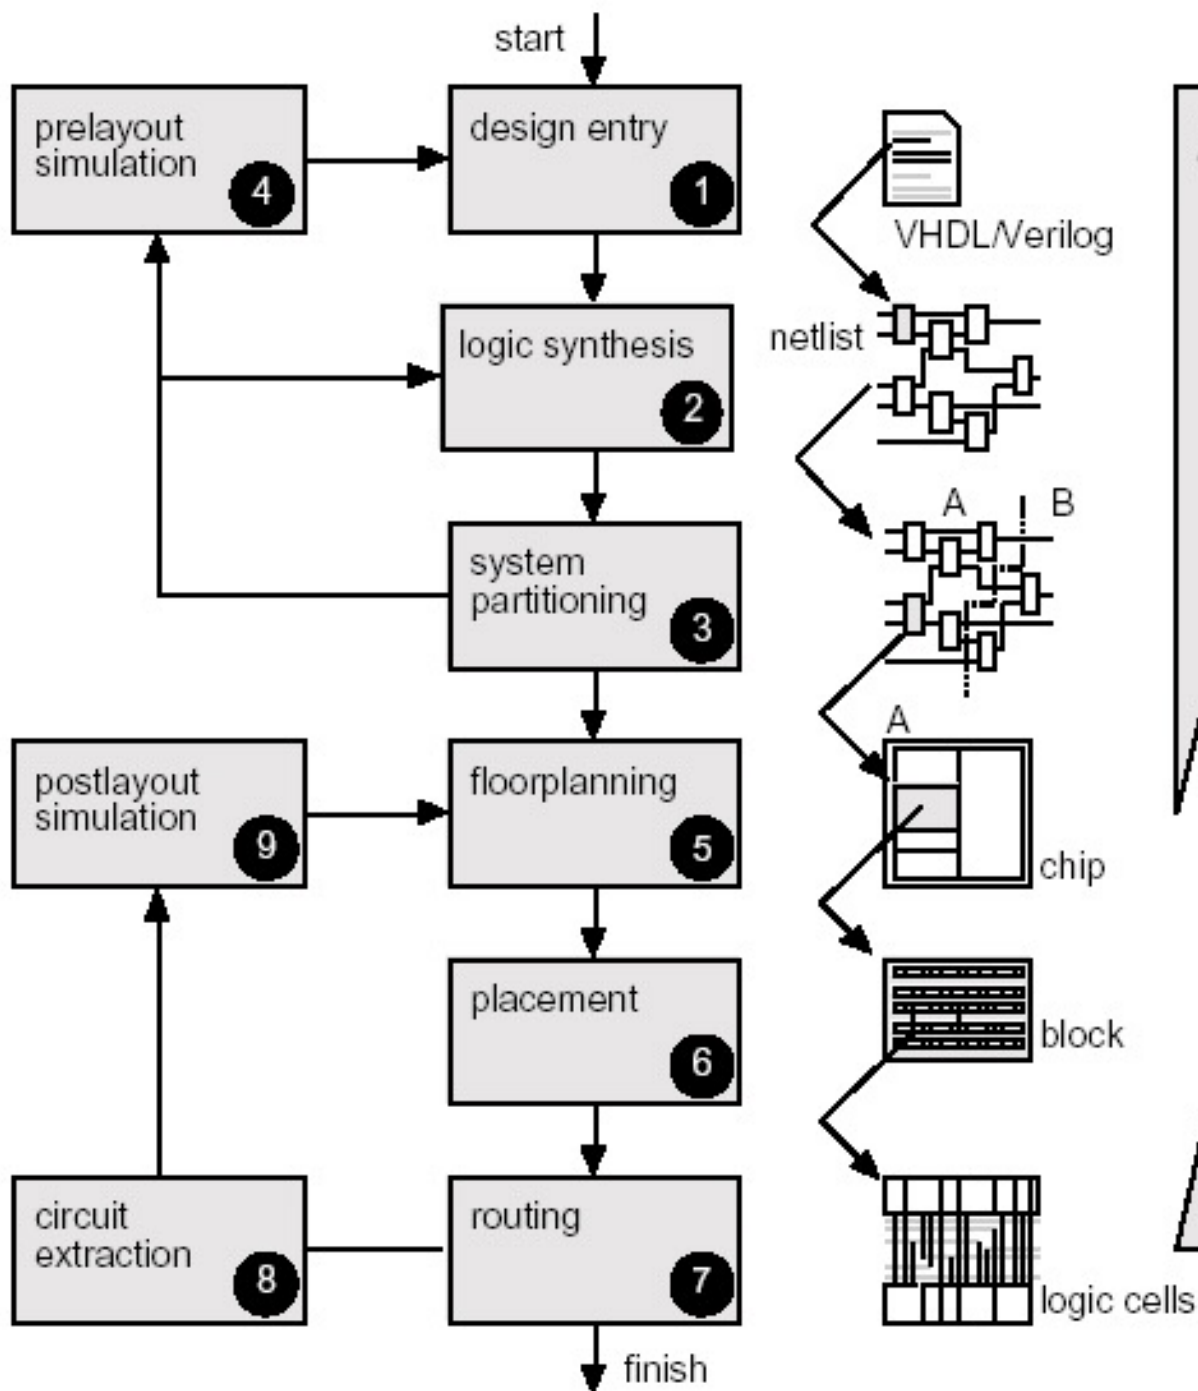 start
prelayout
simulation
4
design entry
1
VHDL/Verilog
logic synthesis
2
netlist
system
partitioning
3
A
B
postlayout
simulation
9
floorplanning
5
A
chip
placement
6
block
circuit
extraction
8
routing
7
logic cells
finish